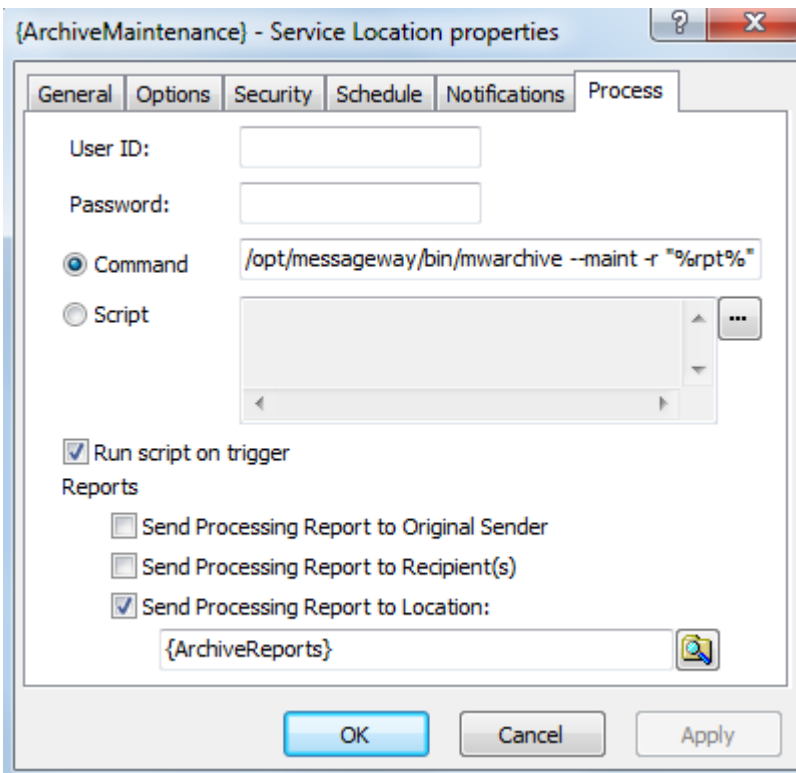 {ArchiveMaintenance} - Service Location properties
?
General Options Security Schedule Notifications Process
User ID:
Password:
Command /opt/messageway/bin/mwarchive --maint -r "%rpt%"
Script ...
Run script on trigger
Reports
Send Processing Report to Original Sender
Send Processing Report to Recipient(s)
Send Processing Report to Location:
{ArchiveReports}
OK Cancel Apply